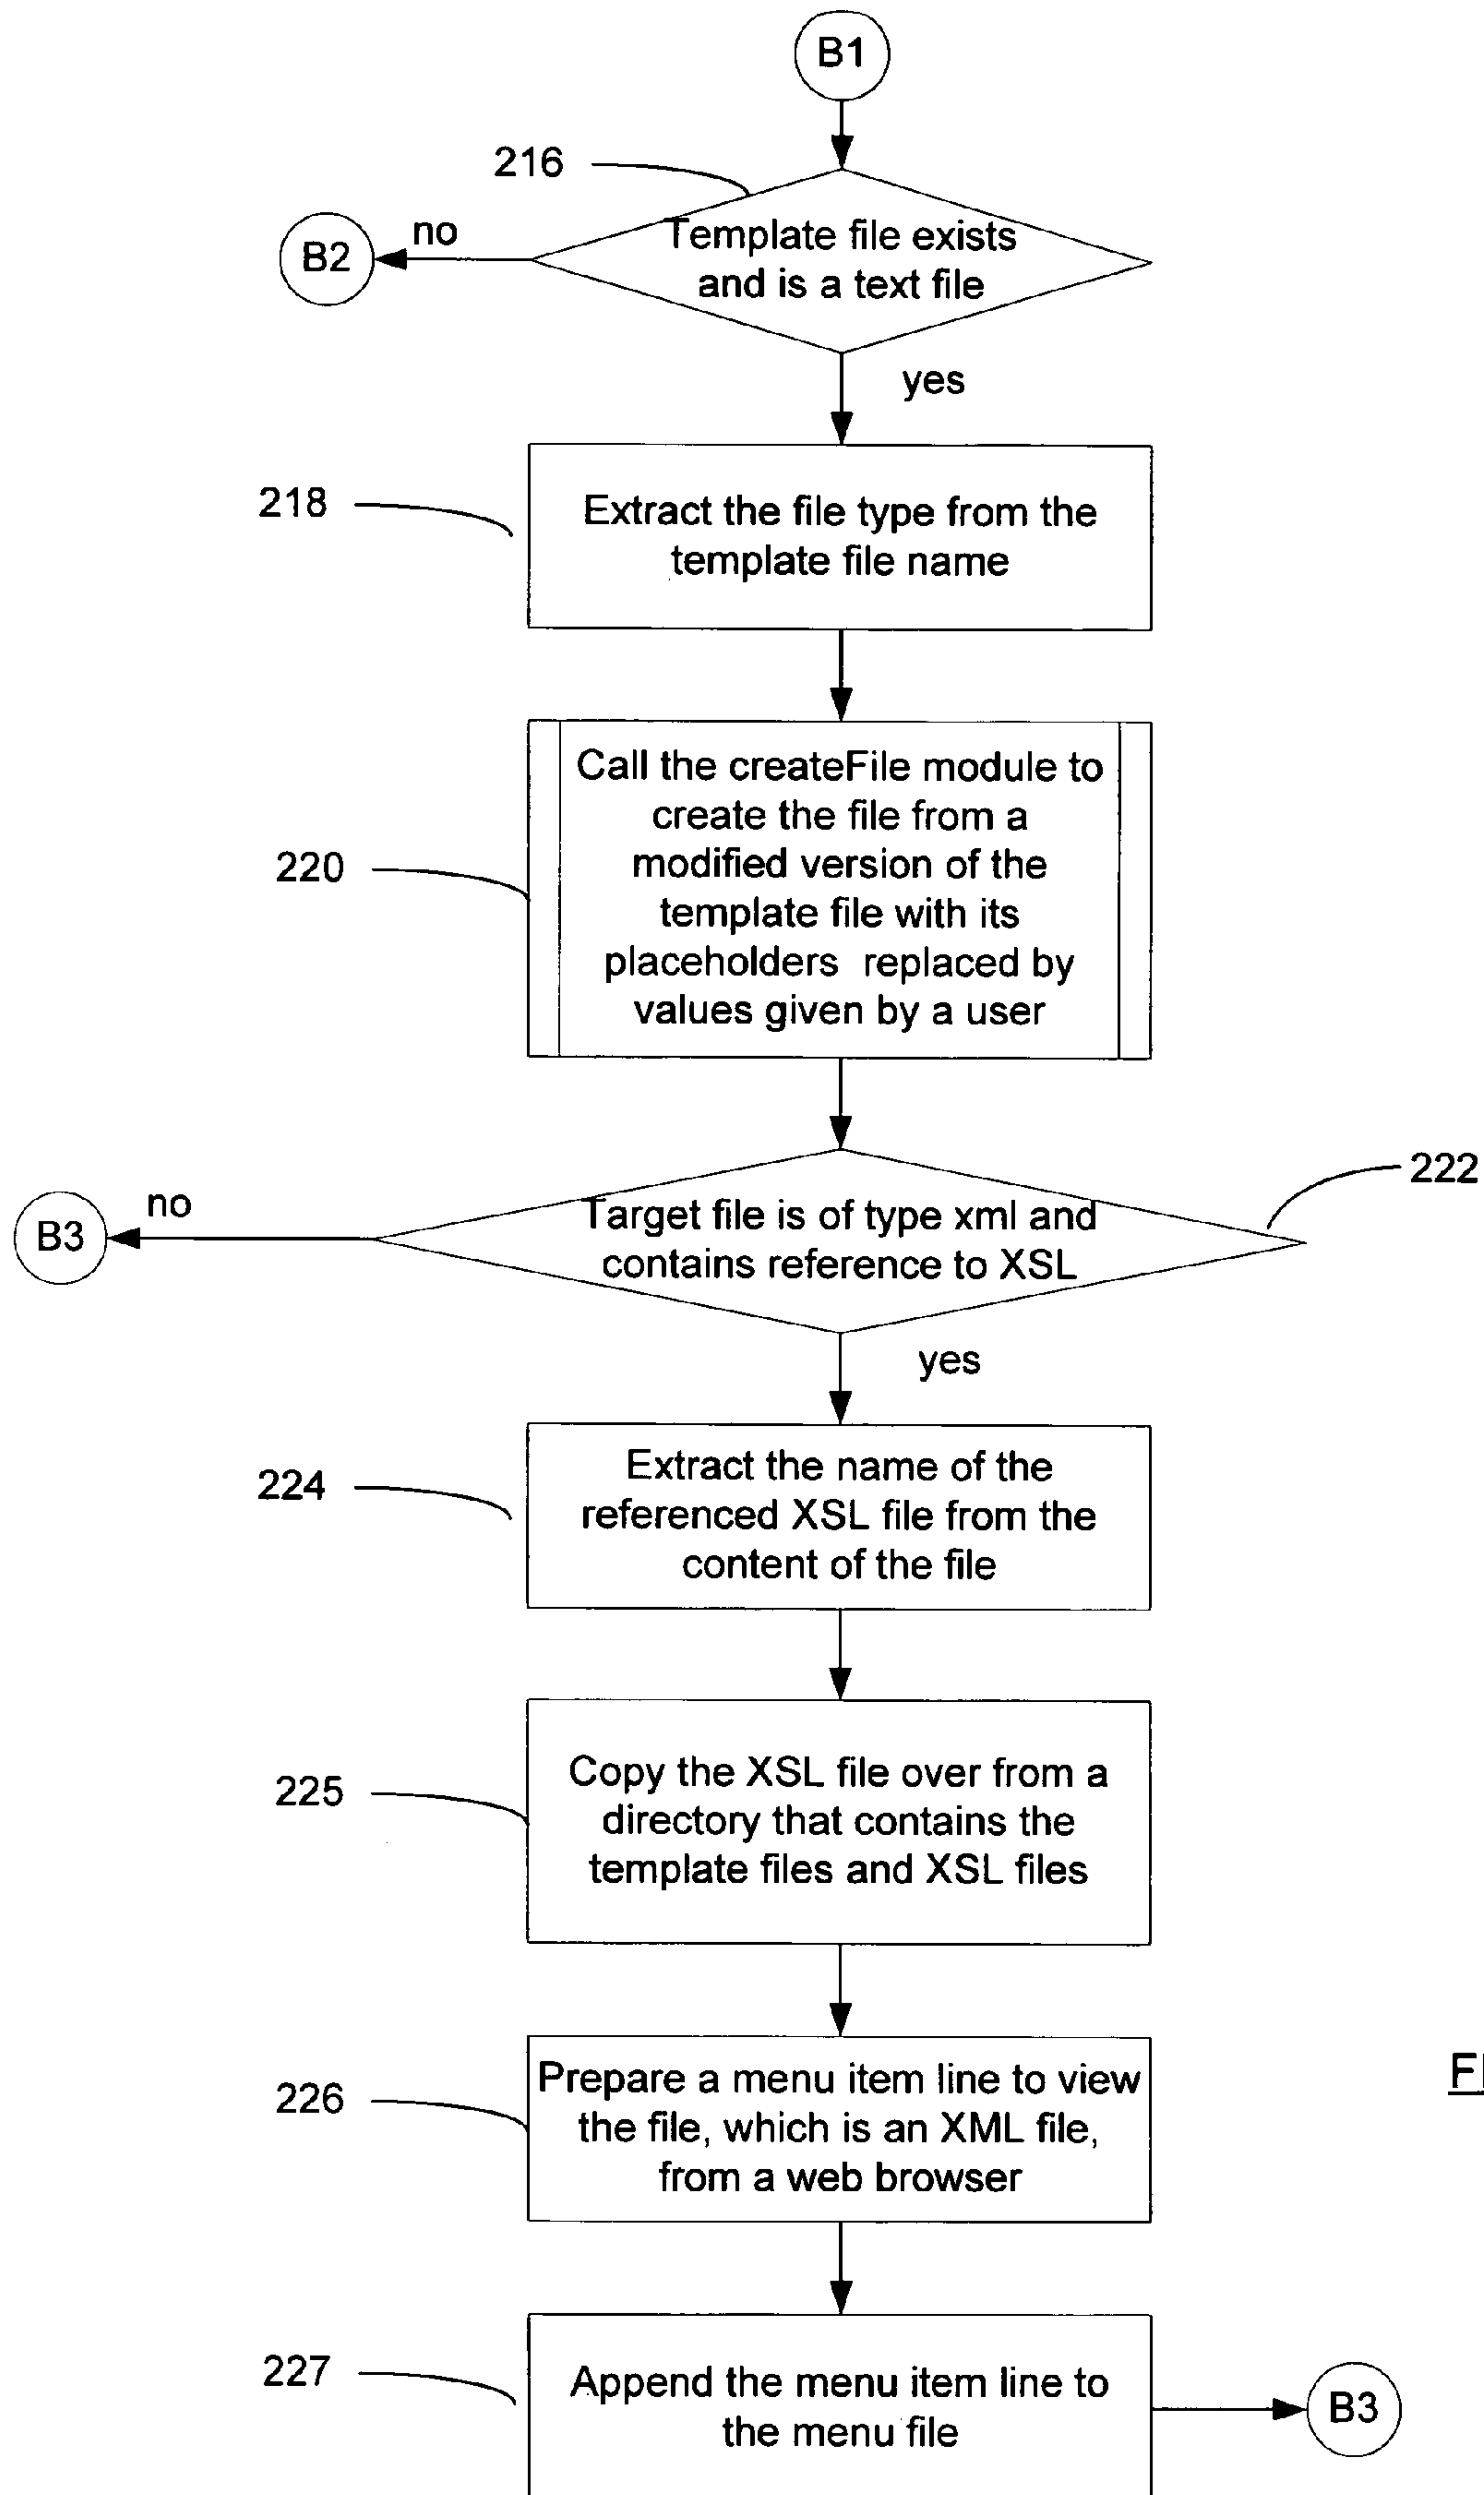 B1
216
Template file exists
and is a text file
no
B2
yes
218
Extract the file type from the
template file name
220
Call the createFile module to
create the file from a
modified version of the
template file with its
placeholders replaced by
values given by a user
222
Target file is of type xml and
contains reference to XSL
no
B3
yes
224
Extract the name of the
referenced XSL file from the
content of the file
225
Copy the XSL file over from a
directory that contains the
template files and XSL files
226
Prepare a menu item line to view
the file, which is an XML file,
from a web browser
227
Append the menu item line to
the menu file
B3